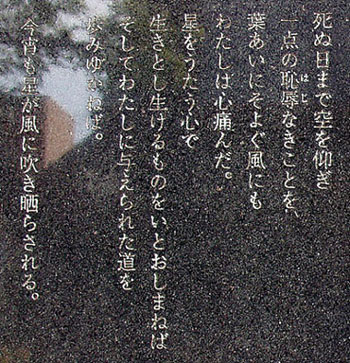 死ぬ日まで空を仰ぎ
一点の恥辱なきことを、
はじ
葉あいにそよぐ風にも
わたしは心痛んだ。
星をうたう心で
生きとし生けるものをいとおしまねば
そしてわたしに与えられた道を
歩みゆかねば。
今宵も星が風に吹き晒らされる。